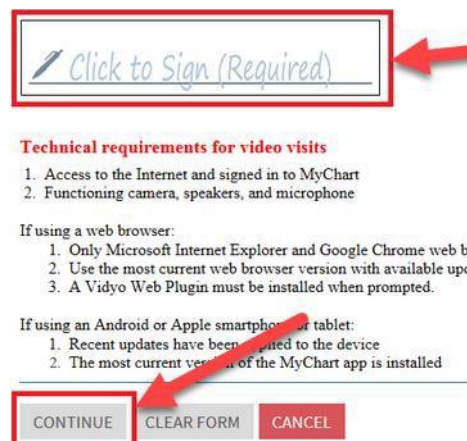 Click to Sign (Required)
Technical requirements for video visits
1. Access to the Internet and signed in to MyChart
2. Functioning camera, speakers, and microphone
If using a web browser:
1. Only Microsoft Internet Explorer and Google Chrome web
2. Use the most current web browser version with available
3. A Vidyo Web Plugin must be installed when prompted.
If using an Android or Apple smartphone or tablet:
1. Recent updates have been applied to the device
2. The most current version of the MyChart app is installed
CONTINUE CLEAR FORM CANCEL